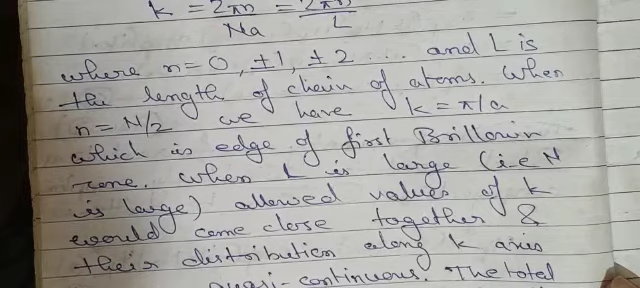 k = 2πn/Na = 2πn/L
where n = 0, ±1, ±2 ... and L is
the length of chain of atoms. When
n = N/2 we have k = π/a
which is edge of first Brillouin
zone. When L is large (i.e N
is large) allowed values of k
would come close together &
their distribution along k axis
quasi-continuous. The total